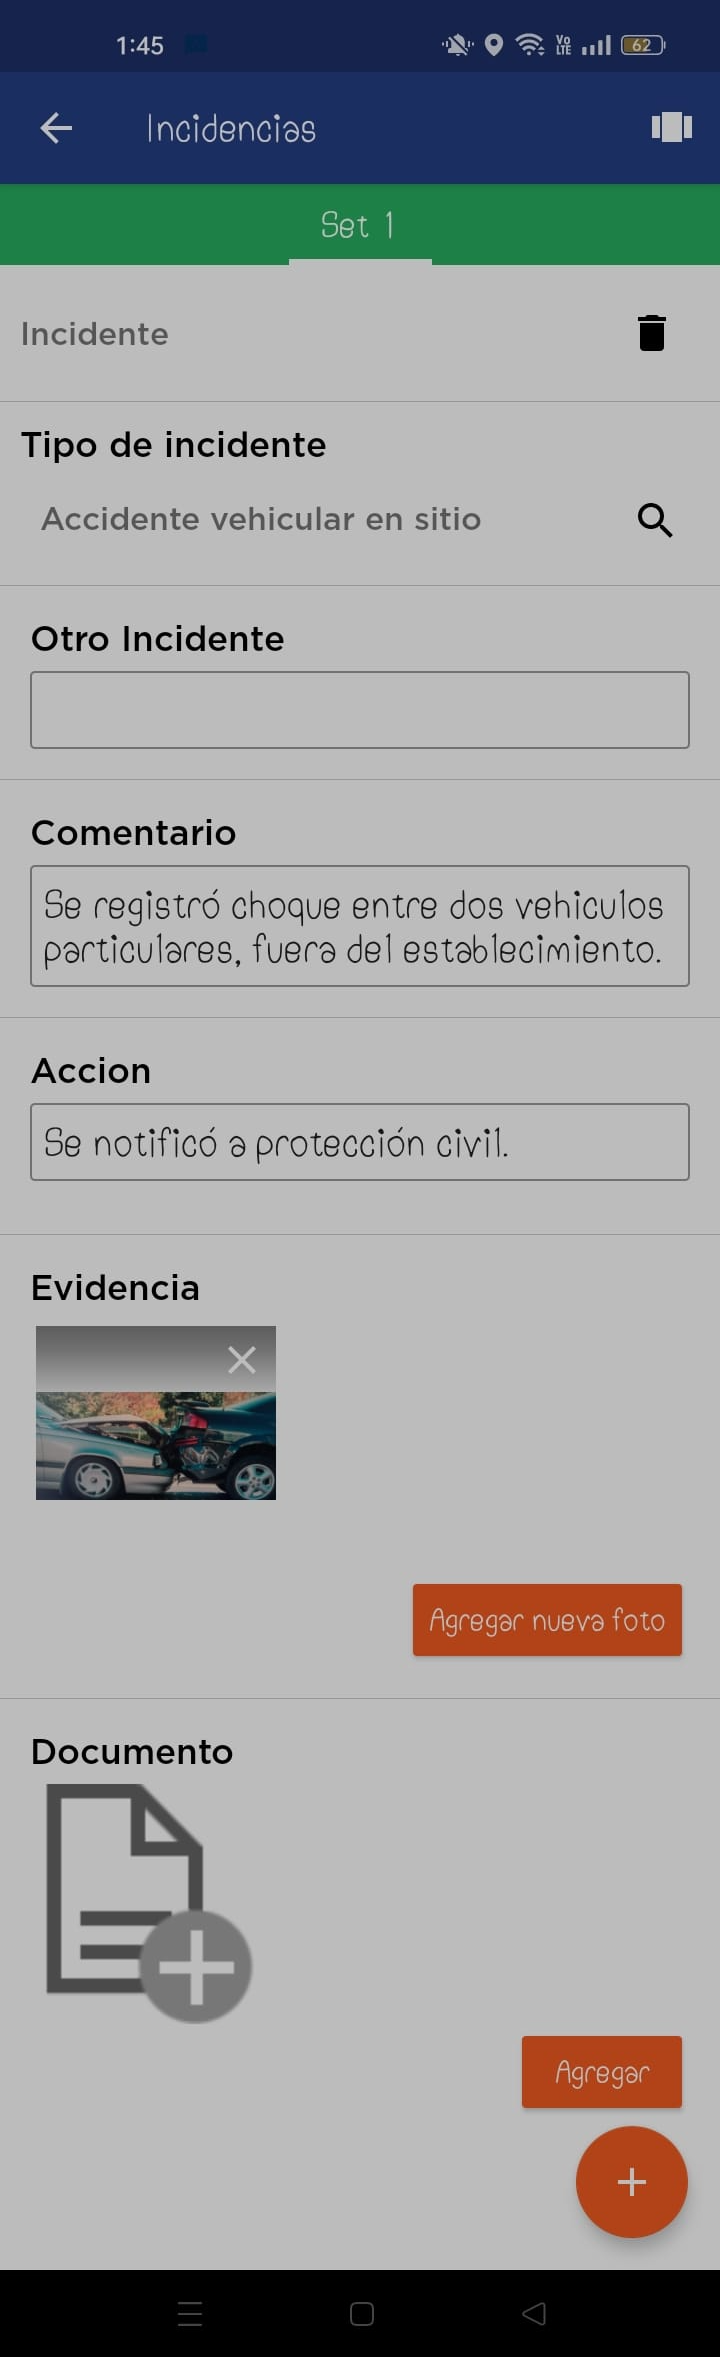 1:45
Vo
LTE
62
Incidencias
Set 1
Incidente
Tipo de incidente
Accidente vehicular en sitio
Otro Incidente
Comentario
Se registró choque entre dos vehiculos
particulares, fuera del establecimiento.
Accion
Se notificó a protección civil.
Evidencia
Agregar nueva foto
Documento
Agregar